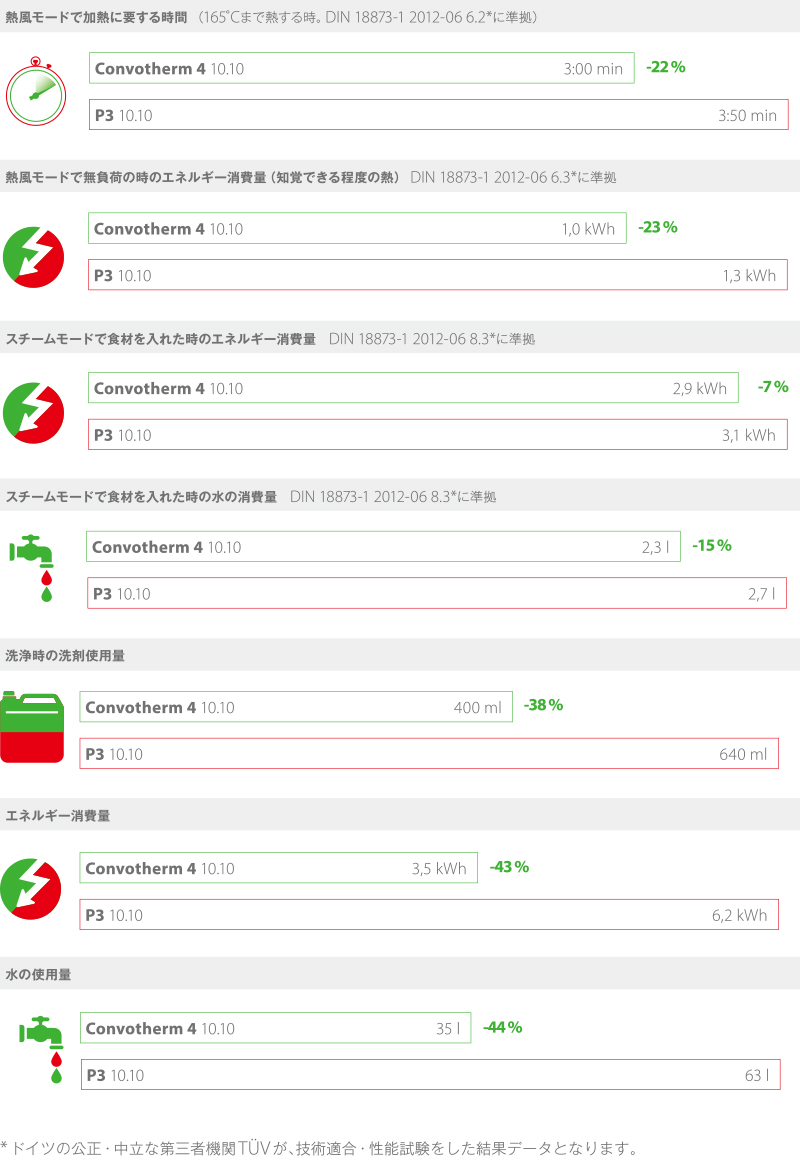 熱風モードで加熱に要する時間 （165°Cまで熱する時。DIN 18873-1 2012-06 6.2*に準拠）
Convotherm 4 10.10 3:00 min -22 %
P3 10.10 3:50 min
熱風モードで無負荷の時のエネルギー消費量（知覚できる程度の熱） DIN 18873-1 2012-06 6.3*に準拠
Convotherm 4 10.10 1,0 kWh -23 %
P3 10.10 1,3 kWh
スチームモードで食材を入れた時のエネルギー消費量 DIN 18873-1 2012-06 8.3*に準拠
Convotherm 4 10.10 2,9 kWh -7 %
P3 10.10 3,1 kWh
スチームモードで食材を入れた時の水の消費量 DIN 18873-1 2012-06 8.3*に準拠
Convotherm 4 10.10 2,3 l -15 %
P3 10.10 2,7 l
洗浄時の洗剤使用量
Convotherm 4 10.10 400 ml -38 %
P3 10.10 640 ml
エネルギー消費量
Convotherm 4 10.10 3,5 kWh -43 %
P3 10.10 6,2 kWh
水の使用量
Convotherm 4 10.10 35 l -44 %
P3 10.10 63 l
* ドイツの公正・中立な第三者機関TÜVが、技術適合・性能試験をした結果データとなります。